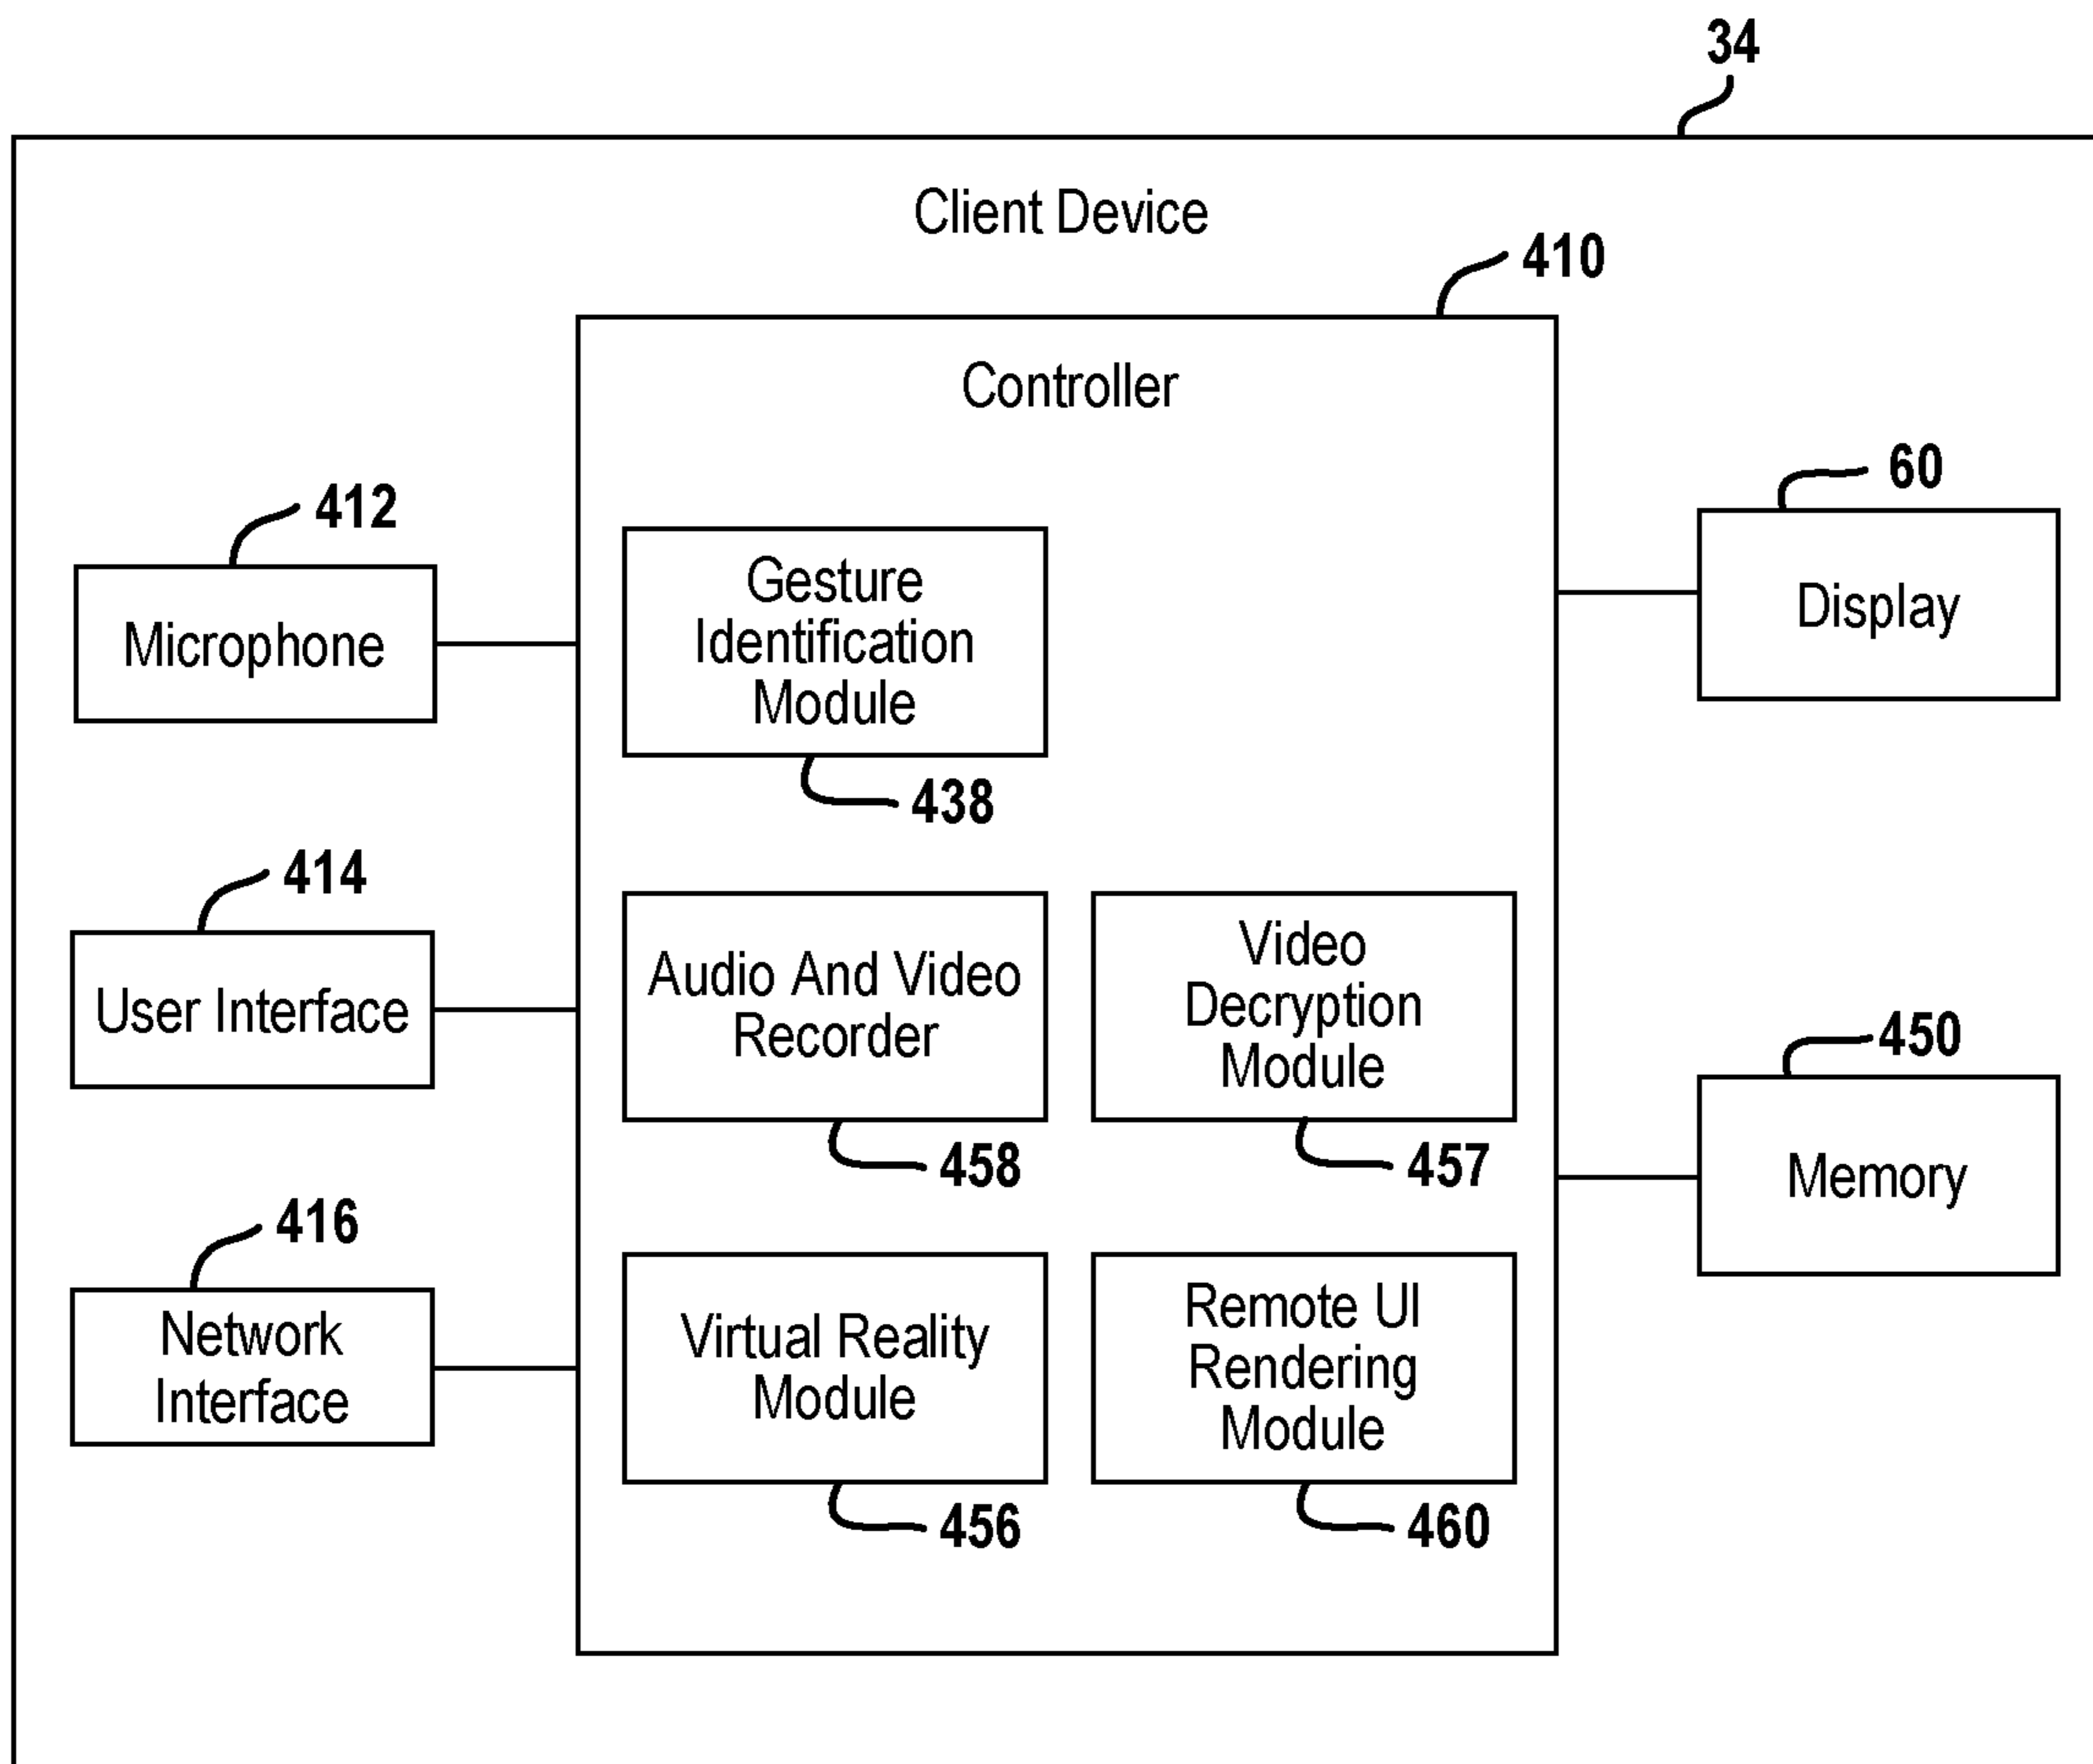 34
Client Device
410
Controller
412
Microphone
Gesture
Identification
Module
438
60
Display
414
User Interface
Audio And Video
Recorder
458
Video
Decryption
Module
457
450
Memory
416
Network
Interface
Virtual Reality
Module
456
Remote UI
Rendering
Module
460